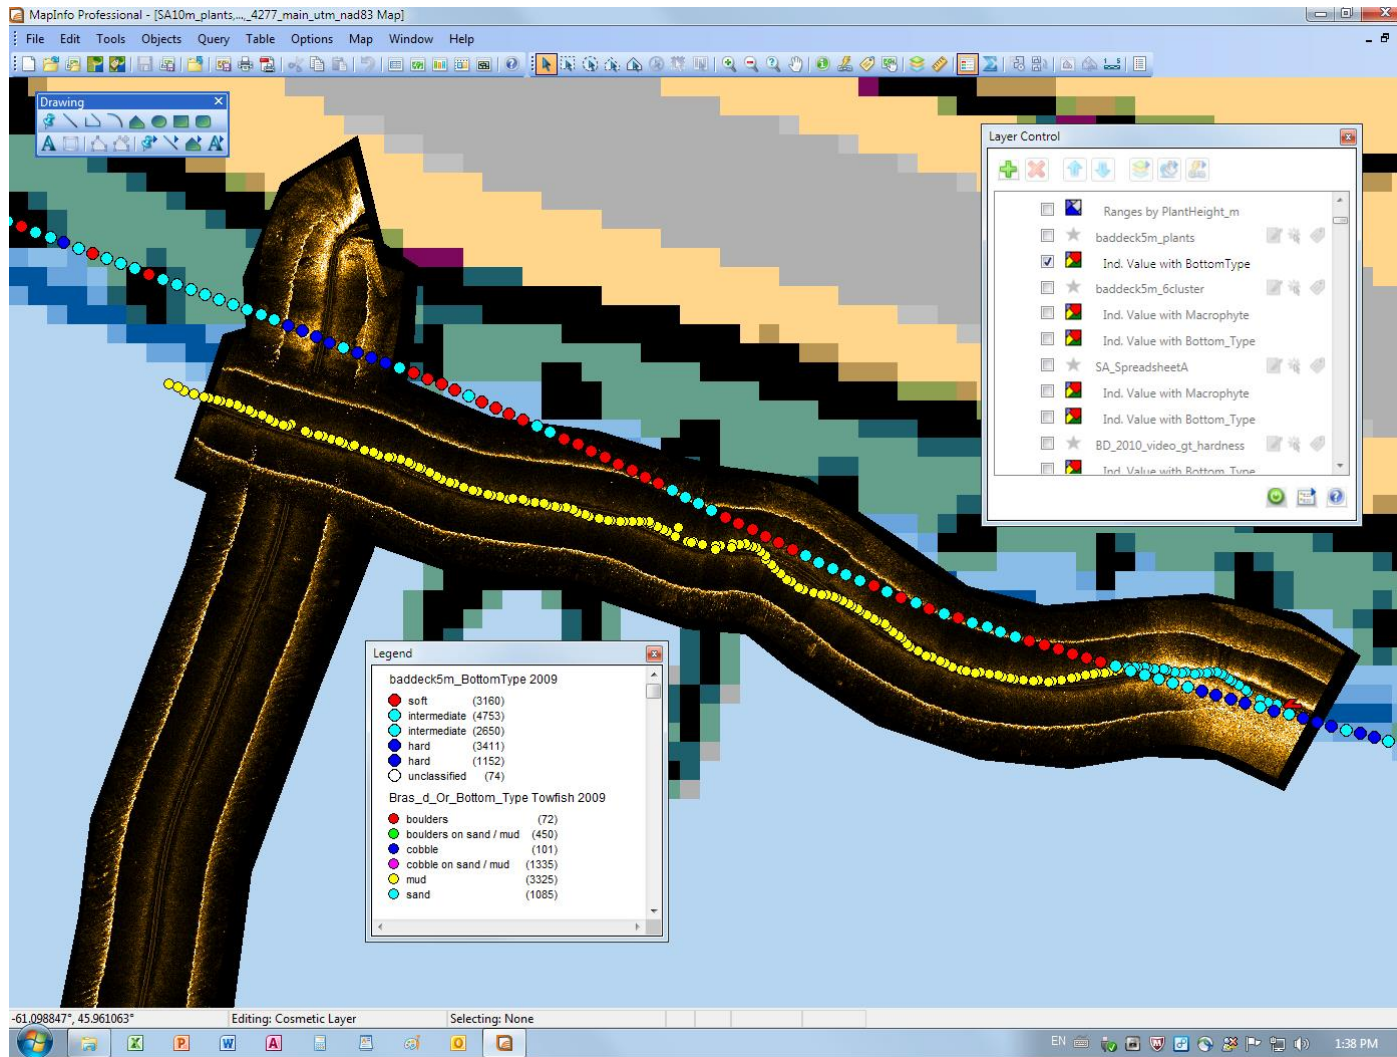 MapInfo Professional - [SA10m_plants,..._4277_main_utm_nad83 Map]
File Edit Tools Objects Query Table Options Map Window Help
Drawing
Layer Control
Ranges by PlantHeight_m
baddeck5m_plants
Ind. Value with BottomType
baddeck5m_6cluster
Ind. Value with Macrophyte
Ind. Value with Bottom_Type
SA_SpreadsheetA
Ind. Value with Macrophyte
Ind. Value with Bottom_Type
BD_2010_video_gt_hardness
Ind. Value with Bottom_Type
Legend
baddeck5m_BottomType 2009
soft (3160)
intermediate (4753)
intermediate (2650)
hard (3411)
hard (1152)
unclassified (74)
Bras_d_Or_Bottom_Type Towfish 2009
boulders (72)
boulders on sand / mud (450)
cobble (101)
cobble on sand / mud (1335)
mud (3325)
sand (1085)
-61.098847°, 45.961063° Editing: Cosmetic Layer Selecting: None
EN 1:38 PM